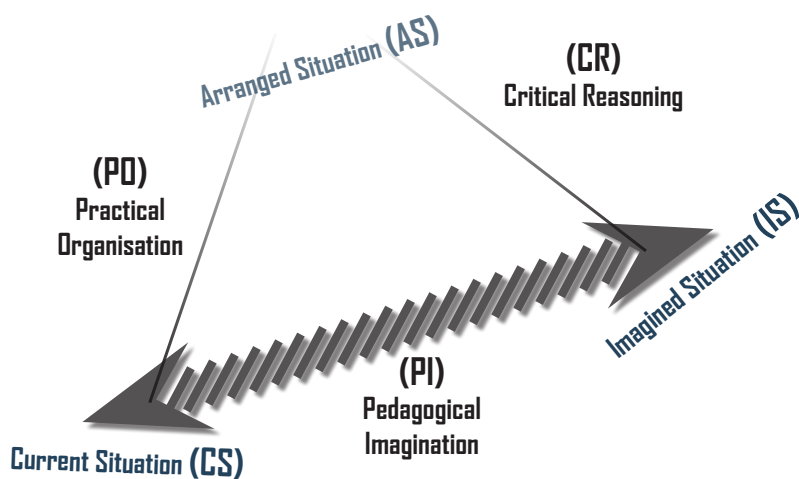 Arranged Situation (AS)
(CR)
Critical Reasoning
(PO)
Practical
Organisation
Imagined Situation (IS)
(PI)
Pedagogical
Imagination
Current Situation (CS)